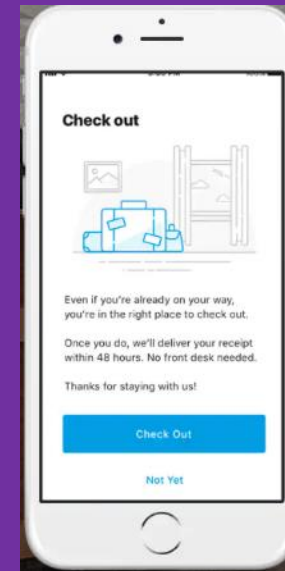 Check out
Even if you're already on your way,
you're in the right place to check out.
Once you do, we'll deliver your receipt
within 48 hours. No front desk needed.
Thanks for staying with us!
Check Out
Not Yet